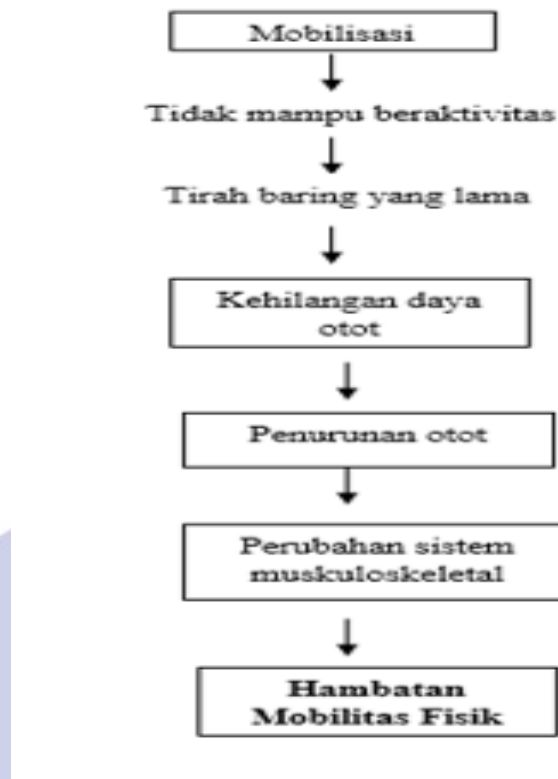 Mobilisasi
Tidak mampu beraktivitas
Tirah baring yang lama
Kehilangan daya
otot
Penurunan otot
Perubahan sistem
muskuloskeletal
Hambatan
Mobilitas Fisik